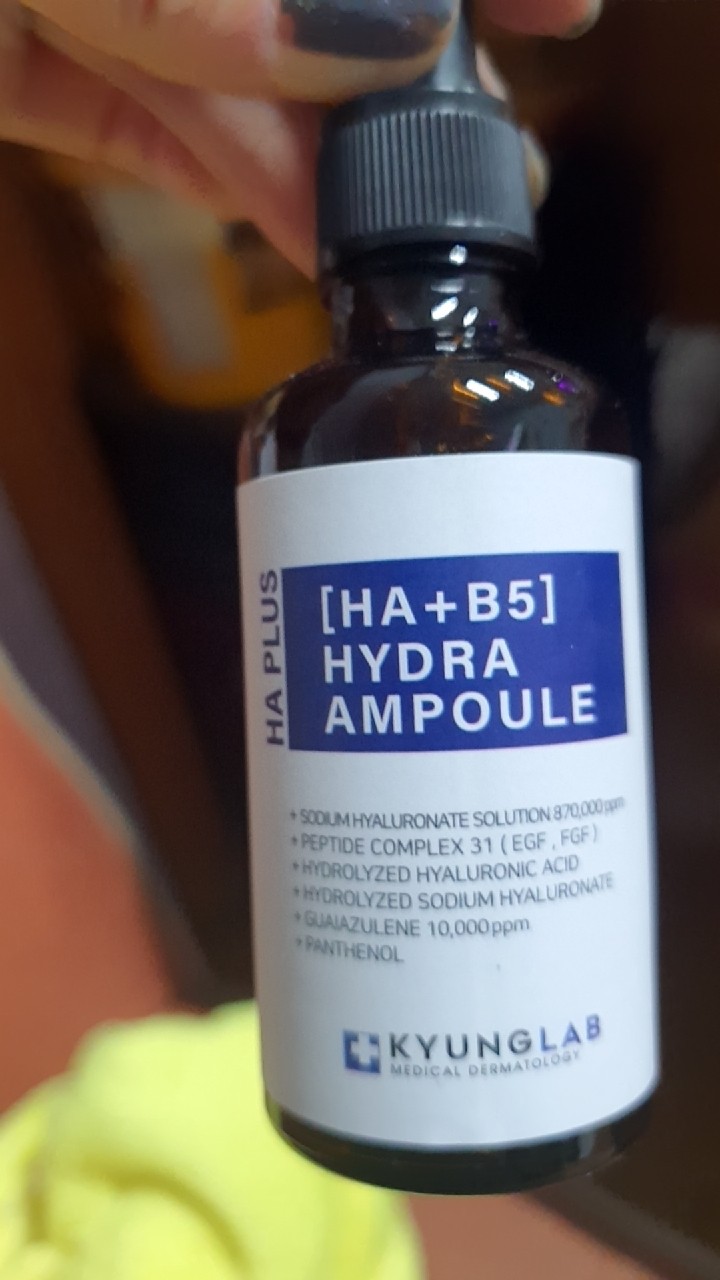 HA PLUS
[HA+B5]
HYDRA
AMPOULE
+ SODIUM HYALURONATE SOLUTION 870,000ppm
+ PEPTIDE COMPLEX 31 ( EGF , FGF )
+ HYDROLYZED HYALURONIC ACID
+ HYDROLYZED SODIUM HYALURONATE
+ GUAIAZULENE 10,000ppm
+ PANTHENOL
KYUNGLAB
MEDICAL DERMATOLOGY